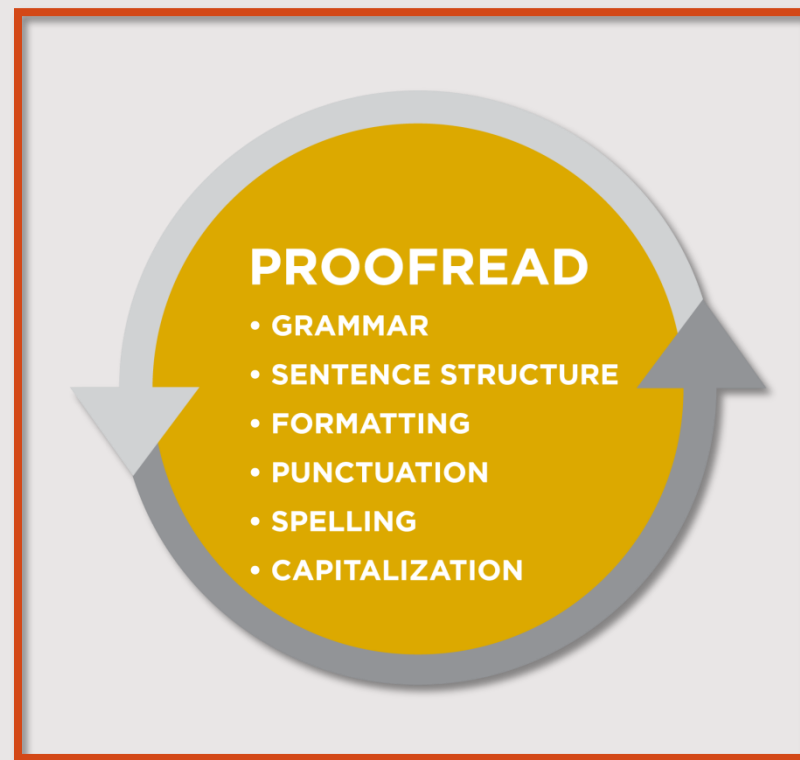 PROOFREAD
• GRAMMAR
• SENTENCE STRUCTURE
• FORMATTING
• PUNCTUATION
• SPELLING
• CAPITALIZATION